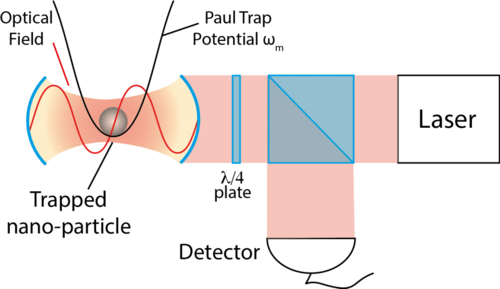 Optical
Field
Paul Trap
Potential ωm
Laser
λ/4
plate
Trapped
nano-particle
Detector